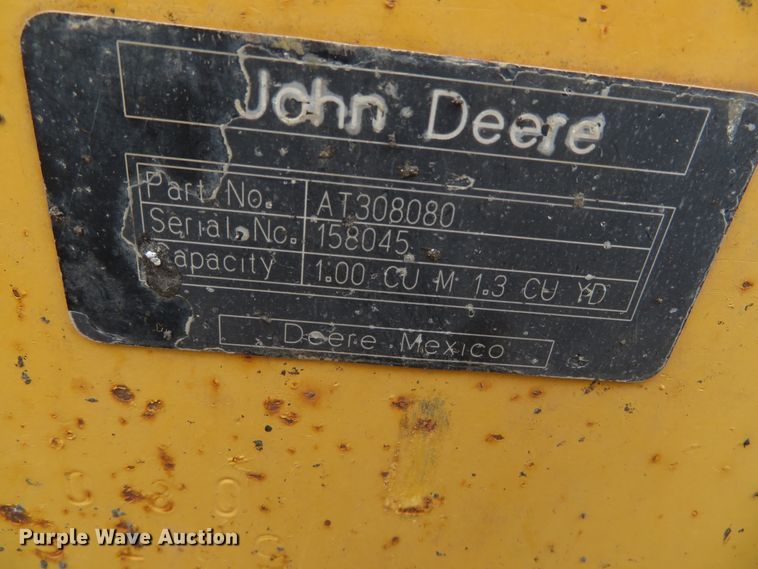 John Deere
Part No. AT308080
Serial No. 158045
Capacity 1.00 CU M 1.3 CU YD
Deere Mexico
Purple Wave Auction